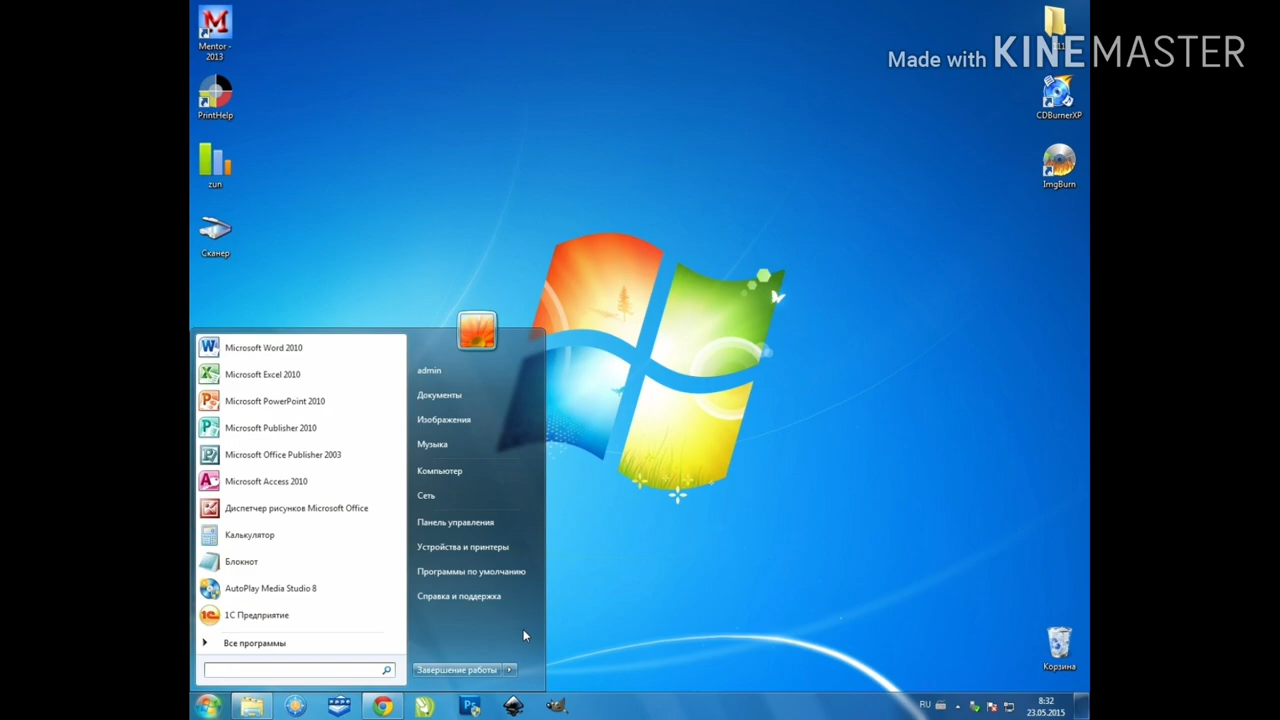 Mentor -
2013
PrintHelp
zun
Сканер
Made with KINEMASTER
CDBurnerXP
ImgBurn
Microsoft Word 2010
Microsoft Excel 2010
Microsoft PowerPoint 2010
Microsoft Publisher 2010
Microsoft Office Publisher 2003
Microsoft Access 2010
Диспетчер рисунков Microsoft Office
Калькулятор
Блокнот
AutoPlay Media Studio 8
1С Предприятие
Все программы
admin
Документы
Изображения
Музыка
Компьютер
Сеть
Панель управления
Устройства и принтеры
Программы по умолчанию
Справка и поддержка
Завершение работы
Корзина
Ps
RU
8:32
23.05.2015